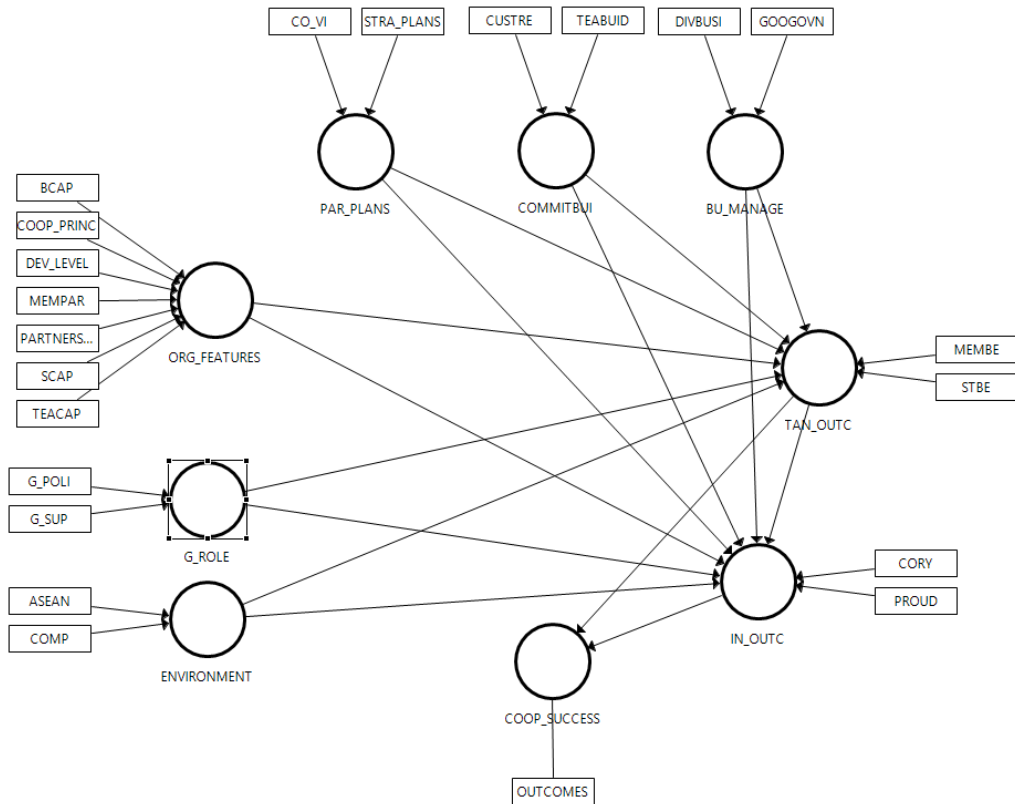 CO_VI
STRA_PLANS
CUSTRE
TEABUID
DIVBUSI
GOOGOVN
PAR_PLANS
COMMITBUI
BU_MANAGE
BCAP
COOP_PRINC
DEV_LEVEL
MEMPAR
PARTNERS...
SCAP
TEACAP
ORG_FEATURES
MEMBE
STBE
TAN_OUTC
G_POLI
G_SUP
G_ROLE
CORY
PROUD
IN_OUTC
ASEAN
COMP
ENVIRONMENT
COOP_SUCCESS
OUTCOMES